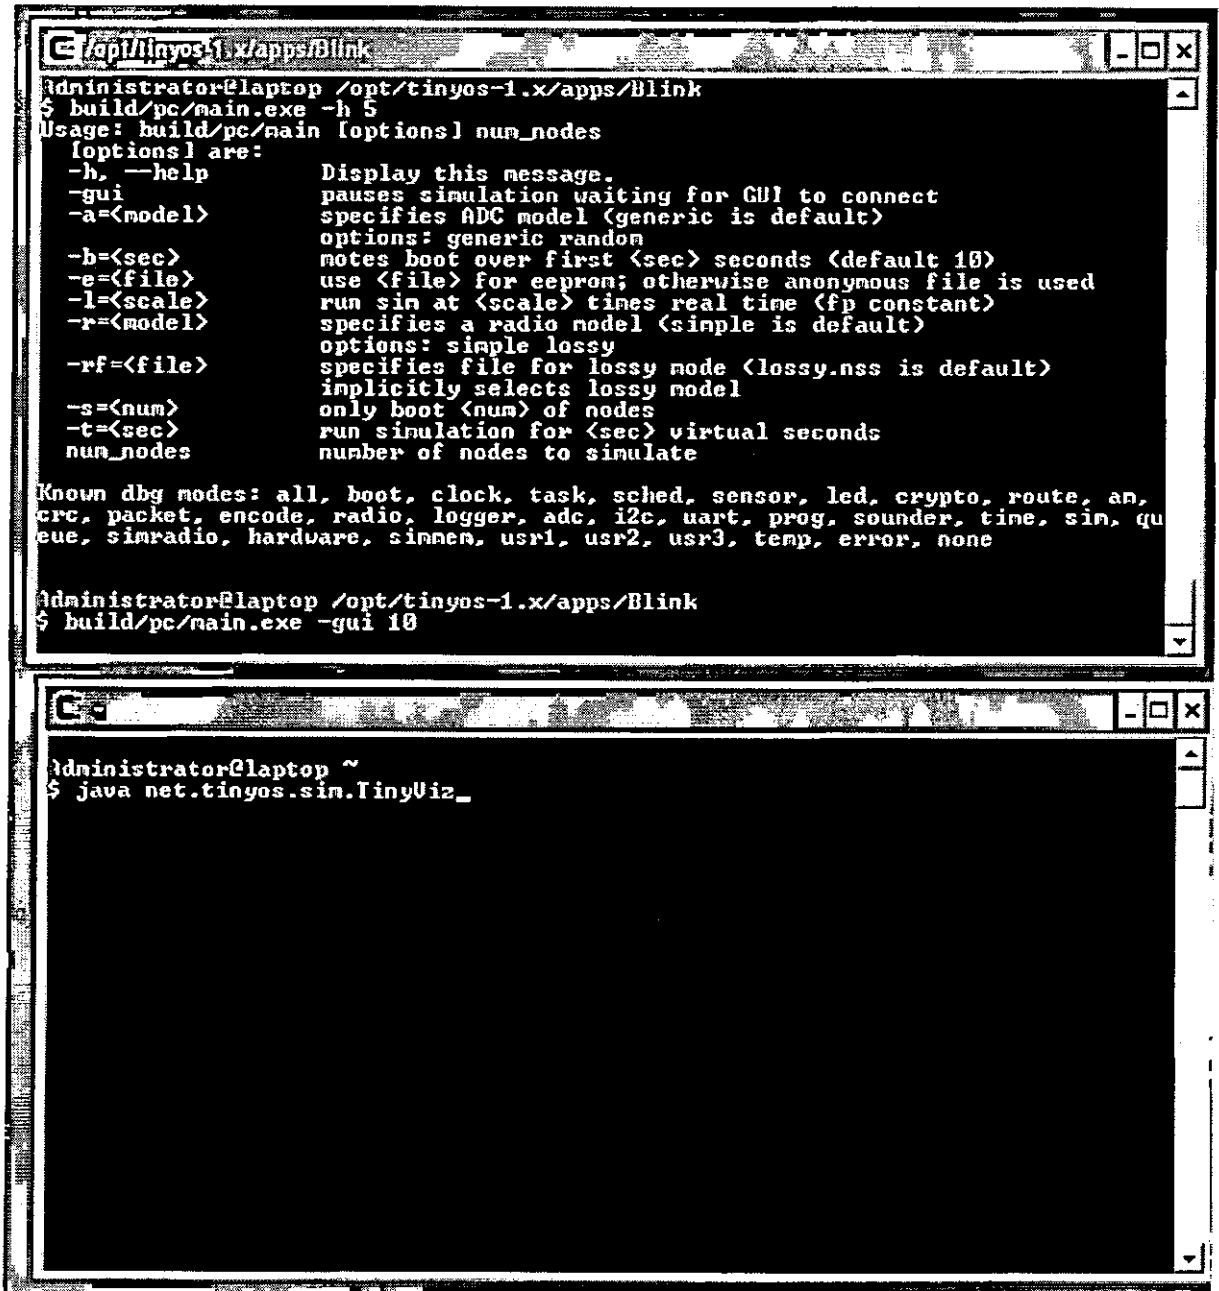 /opt/tinyos-1.x/apps/Blink
Administrator@laptop /opt/tinyos-1.x/apps/Blink
$ build/pc/main.exe -h 5
Usage: build/pc/main [options] num_nodes
[options] are:
-h, --help Display this message.
-gui pauses simulation waiting for GUI to connect
-a=<model> specifies ADC model (generic is default)
options: generic random
-b=<sec> motes boot over first <sec> seconds (default 10)
-e=<file> use <file> for eeprom; otherwise anonymous file is used
-l=<scale> run sim at <scale> times real time (fp constant)
-r=<model> specifies a radio model (simple is default)
options: simple lossy
-rf=<file> specifies file for lossy mode (lossy.nss is default)
implicitly selects lossy model
-s=<num> only boot <num> of nodes
-t=<sec> run simulation for <sec> virtual seconds
num_nodes number of nodes to simulate
Known dbg modes: all, boot, clock, task, sched, sensor, led, crypto, route, am,
crc, packet, encode, radio, logger, adc, i2c, uart, prog, sounder, time, sim, qu
eue, simradio, hardware, simmem, usr1, usr2, usr3, temp, error, none
Administrator@laptop /opt/tinyos-1.x/apps/Blink
$ build/pc/main.exe -gui 10
~
Administrator@laptop ~
$ java net.tinyos.sim.TinyViz_